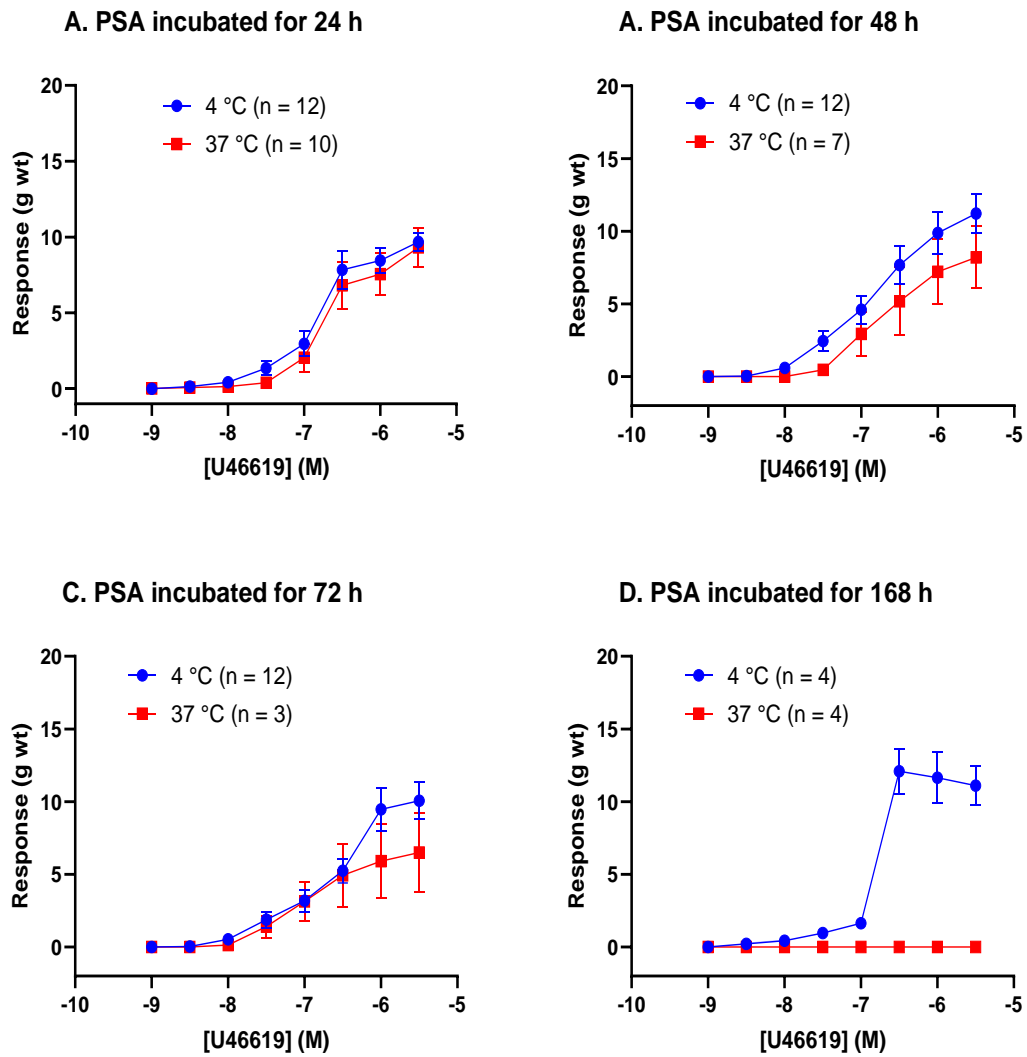 A. PSA incubated for 24 h
20
15
10
5
0
Response (g wt)
4 °C (n = 12)
37 °C (n = 10)
-10 -9 -8 -7 -6 -5
[U46619] (M)
A. PSA incubated for 48 h
20
15
10
5
0
Response (g wt)
4 °C (n = 12)
37 °C (n = 7)
-10 -9 -8 -7 -6 -5
[U46619] (M)
C. PSA incubated for 72 h
20
15
10
5
0
Response (g wt)
4 °C (n = 12)
37 °C (n = 3)
-10 -9 -8 -7 -6 -5
[U46619] (M)
D. PSA incubated for 168 h
20
15
10
5
0
Response (g wt)
4 °C (n = 4)
37 °C (n = 4)
-10 -9 -8 -7 -6 -5
[U46619] (M)